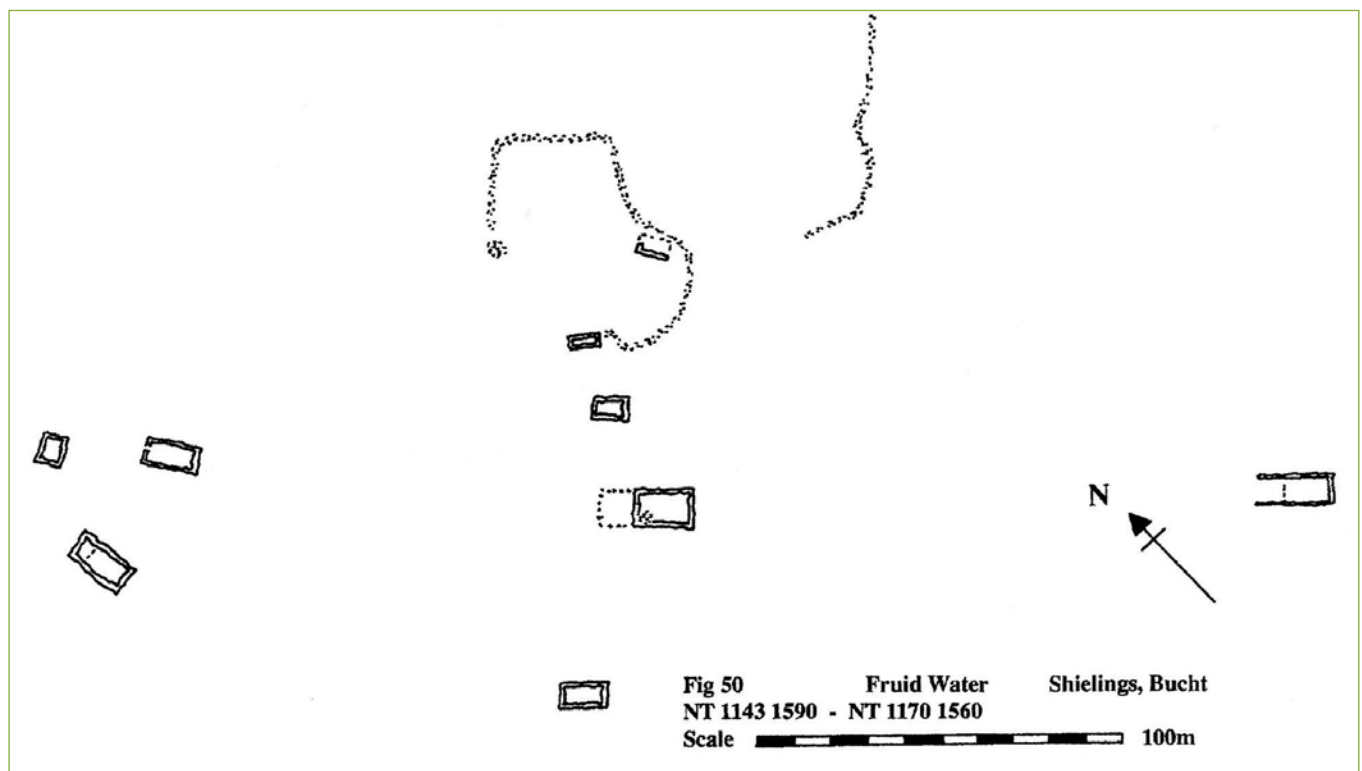 N
Fig 50 Fruid Water Shielings, Bucht
NT 1143 1590 - NT 1170 1560
Scale 100m